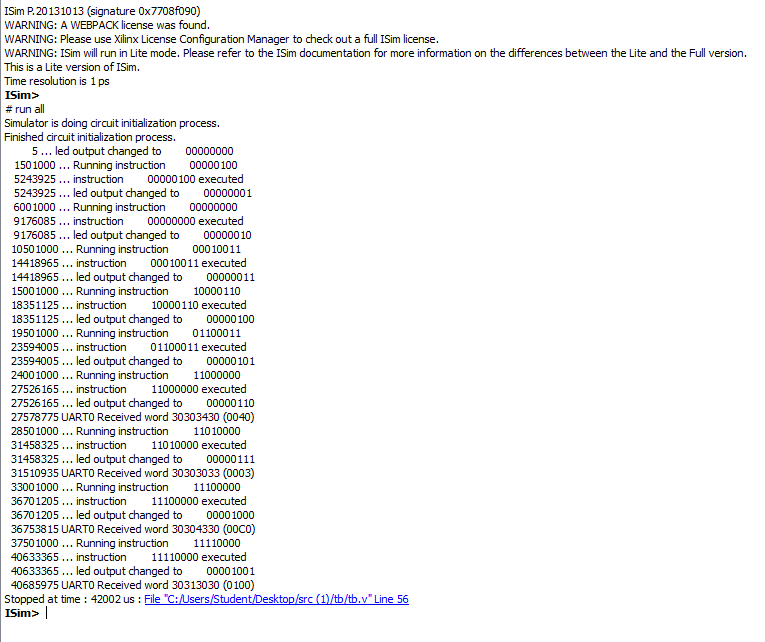 ISim P.20131013 (signature 0x7708f090)
WARNING: A WEBPACK license was found.
WARNING: Please use Xilinx License Configuration Manager to check out a full ISim license.
WARNING: ISim will run in Lite mode. Please refer to the ISim documentation for more information on the differences between the Lite and the Full version.
This is a Lite version of ISim.
Time resolution is 1 ps
ISim>
# run all
Simulator is doing circuit initialization process.
Finished circuit initialization process.
5 ... led output changed to 00000000
1501000 ... Running instruction 00000100
5243925 ... instruction 00000100 executed
5243925 ... led output changed to 00000001
6001000 ... Running instruction 00000000
9176085 ... instruction 00000000 executed
9176085 ... led output changed to 00000010
10501000 ... Running instruction 00010011
14418965 ... instruction 00010011 executed
14418965 ... led output changed to 00000011
15001000 ... Running instruction 10000110
18351125 ... instruction 10000110 executed
18351125 ... led output changed to 00000100
19501000 ... Running instruction 01100011
23594005 ... instruction 01100011 executed
23594005 ... led output changed to 00000101
24001000 ... Running instruction 11000000
27526165 ... instruction 11000000 executed
27526165 ... led output changed to 00000110
27578775 UART0 Received word 30303430 (0040)
28501000 ... Running instruction 11010000
31458325 ... instruction 11010000 executed
31458325 ... led output changed to 00000111
31510935 UART0 Received word 30303033 (0003)
33001000 ... Running instruction 11100000
36701205 ... instruction 11100000 executed
36701205 ... led output changed to 00001000
36753815 UART0 Received word 30304330 (00C0)
37501000 ... Running instruction 11110000
40633365 ... instruction 11110000 executed
40633365 ... led output changed to 00001001
40685975 UART0 Received word 30313030 (0100)
Stopped at time : 42002 us : File "C:/Users/Student/Desktop/src (1)/tb/tb.v" Line 56
ISim>